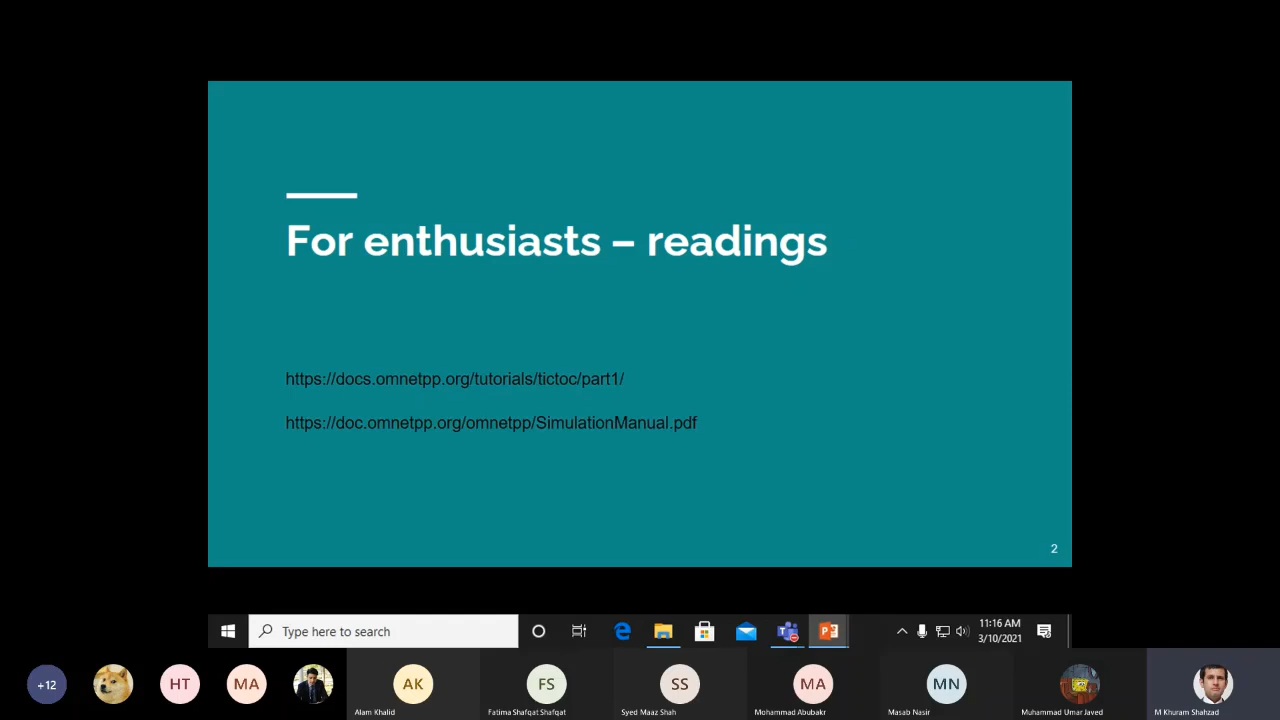 For enthusiasts – readings
https://docs.omnetpp.org/tutorials/tictoc/part1/
https://doc.omnetpp.org/omnetpp/SimulationManual.pdf
2
Type here to search
11:16 AM
3/10/2021
+12
HT
MA
AK
FS
SS
MA
MN
Alam Khalid
Fatima Shafqat Shafqat
Syed Maaz Shah
Mohammad Abubakr
Masab Nasir
Muhammad Umar Javed
M Khuram Shahzad